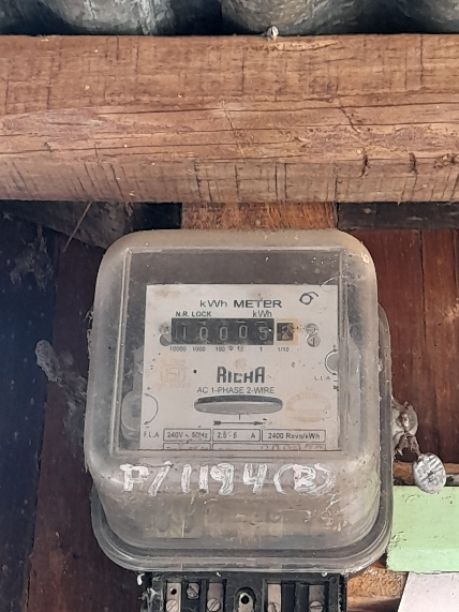 6
kWh METER
N.R. LOCK kWh
10005
10000 1000 100 10 1 1/10
RICHA
AC 1-PHASE 2-WIRE
F.L.A L.L.A
240V ~ 50Hz 2.5 - 5 A 2400 Revs/kWh
P/1194(B)